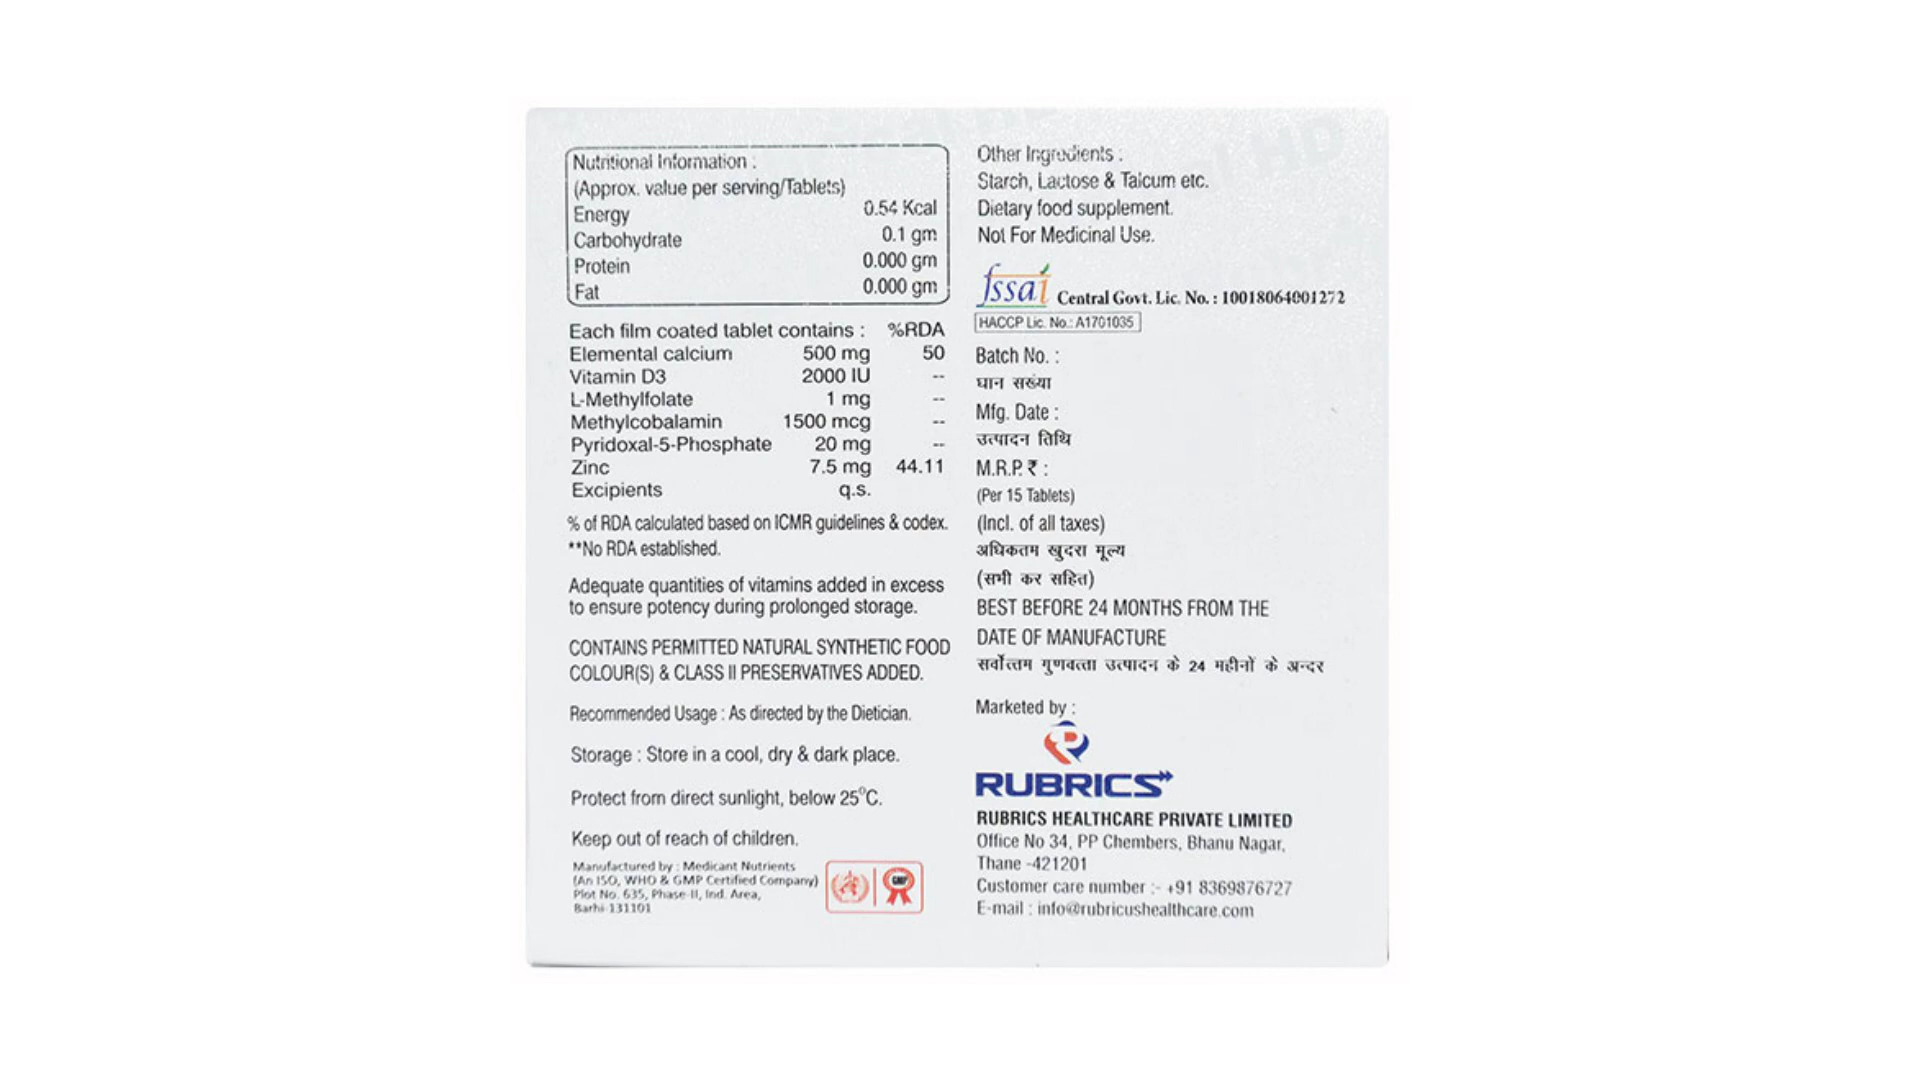 Nutritional Information :
(Approx. value per serving/Tablets)
Energy 0.54 Kcal
Carbohydrate 0.1 gm
Protein 0.000 gm
Fat 0.000 gm
Each film coated tablet contains : %RDA
Elemental calcium 500 mg 50
Vitamin D3 2000 IU --
L-Methylfolate 1 mg --
Methylcobalamin 1500 mcg --
Pyridoxal-5-Phosphate 20 mg --
Zinc 7.5 mg 44.11
Excipients q.s.
% of RDA calculated based on ICMR guidelines & codex.
**No RDA established.
Adequate quantities of vitamins added in excess
to ensure potency during prolonged storage.
CONTAINS PERMITTED NATURAL SYNTHETIC FOOD
COLOUR(S) & CLASS II PRESERVATIVES ADDED.
Recommended Usage : As directed by the Dietician.
Storage : Store in a cool, dry & dark place.
Protect from direct sunlight, below 25°C.
Keep out of reach of children.
Manufactured by : Medicant Nutrients
(An ISO, WHO & GMP Certified Company)
Plot No. 635, Phase-II, Ind. Area,
Barhi-131101
GMP
Other Ingredients :
Starch, Lactose & Talcum etc.
Dietary food supplement.
Not For Medicinal Use.
fssai Central Govt. Lic. No. : 10018064001272
HACCP Lic. No.: A1701035
Batch No. :
घान सख्ंया
Mfg. Date :
उत्पादन तिथि
M.R.P. ₹ :
(Per 15 Tablets)
(Incl. of all taxes)
अधिकतम खुदरा मूल्य
(सभी कर सहित)
BEST BEFORE 24 MONTHS FROM THE
DATE OF MANUFACTURE
सर्वोत्तम गुणवत्ता उत्पादन के 24 महीनों के अन्दर
Marketed by :
RUBRICS
RUBRICS HEALTHCARE PRIVATE LIMITED
Office No 34, PP Chembers, Bhanu Nagar,
Thane -421201
Customer care number :- +91 8369876727
E-mail : info@rubricushealthcare.com